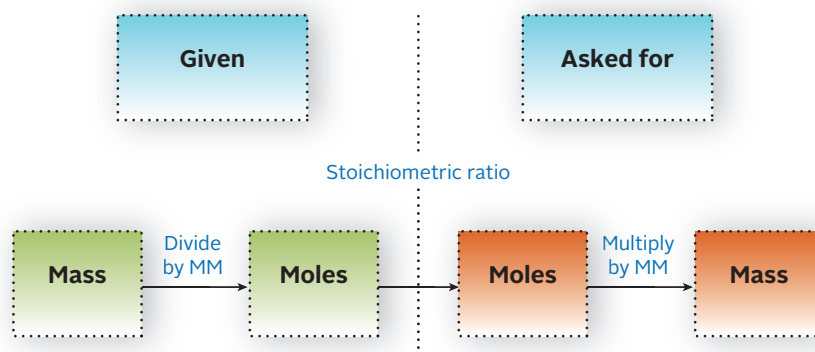 Given
Asked for
Stoichiometric ratio
Mass
Divide
by MM
Moles
Moles
Multiply
by MM
Mass